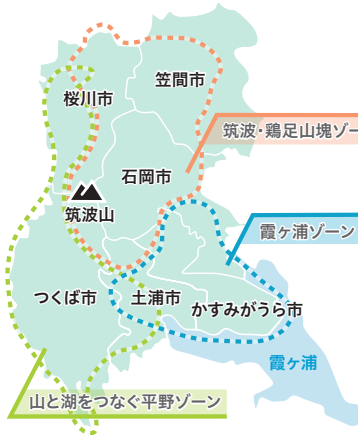 笠間市
桜川市
筑波・鶏足山塊ゾー
石岡市
筑波山
霞ヶ浦ゾーン
つくば市
土浦市
かすみがうら市
霞ヶ浦
山と湖をつなぐ平野ゾーン